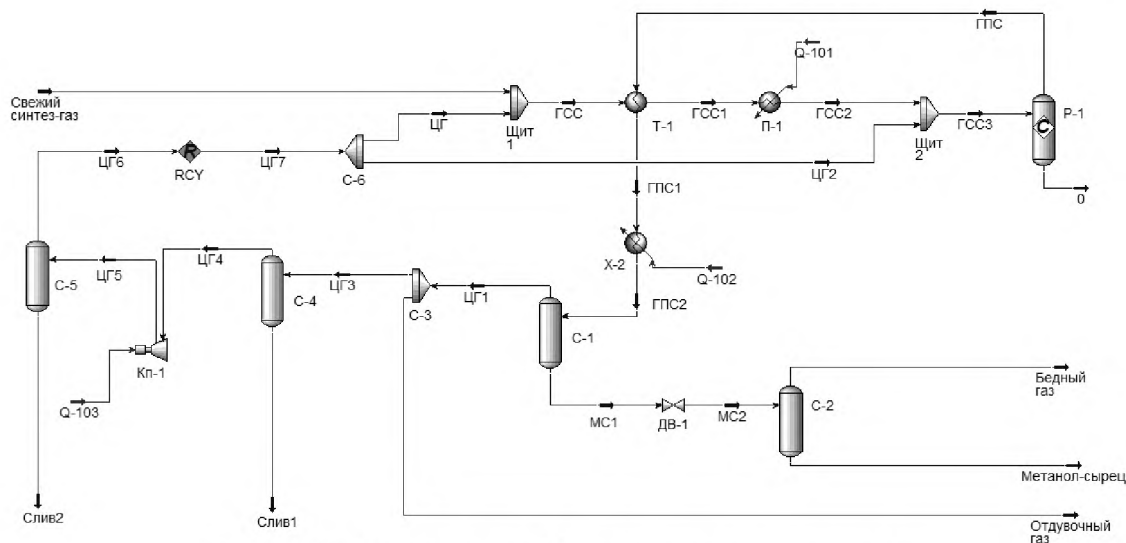 ГПС
Q-101
Свежий
синтез-газ
ЦГ
Щит
1
ГСС
Т-1
ГСС1
П-1
ГСС2
Щит
2
ГСС3
C
Р-1
ЦГ6
R
RCY
ЦГ7
С-6
ЦГ2
0
ГПС1
Х-2
Q-102
ГПС2
С-5
ЦГ5
ЦГ4
С-4
ЦГ3
С-3
ЦГ1
С-1
Кп-1
Q-103
МС1
ДВ-1
МС2
С-2
Бедный
газ
Метанол-сырец
Слив2
Слив1
Отдувочный
газ